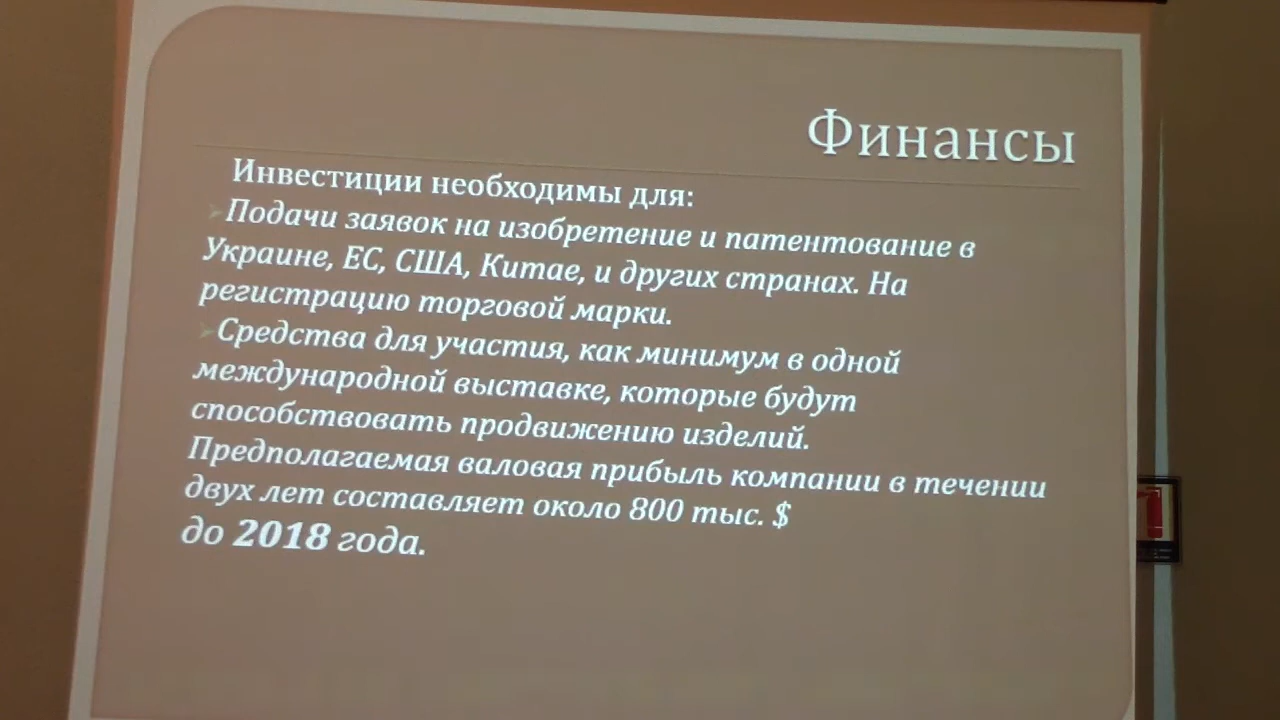 Финансы
Инвестиции необходимы для:
Подачи заявок на изобретение и патентование в
Украине, ЕС, США, Китае, и других странах. На
регистрацию торговой марки.
Средства для участия, как минимум в одной
международной выставке, которые будут
способствовать продвижению изделий.
Предполагаемая валовая прибыль компании в течении
двух лет составляет около 800 тыс. $
до 2018 года.